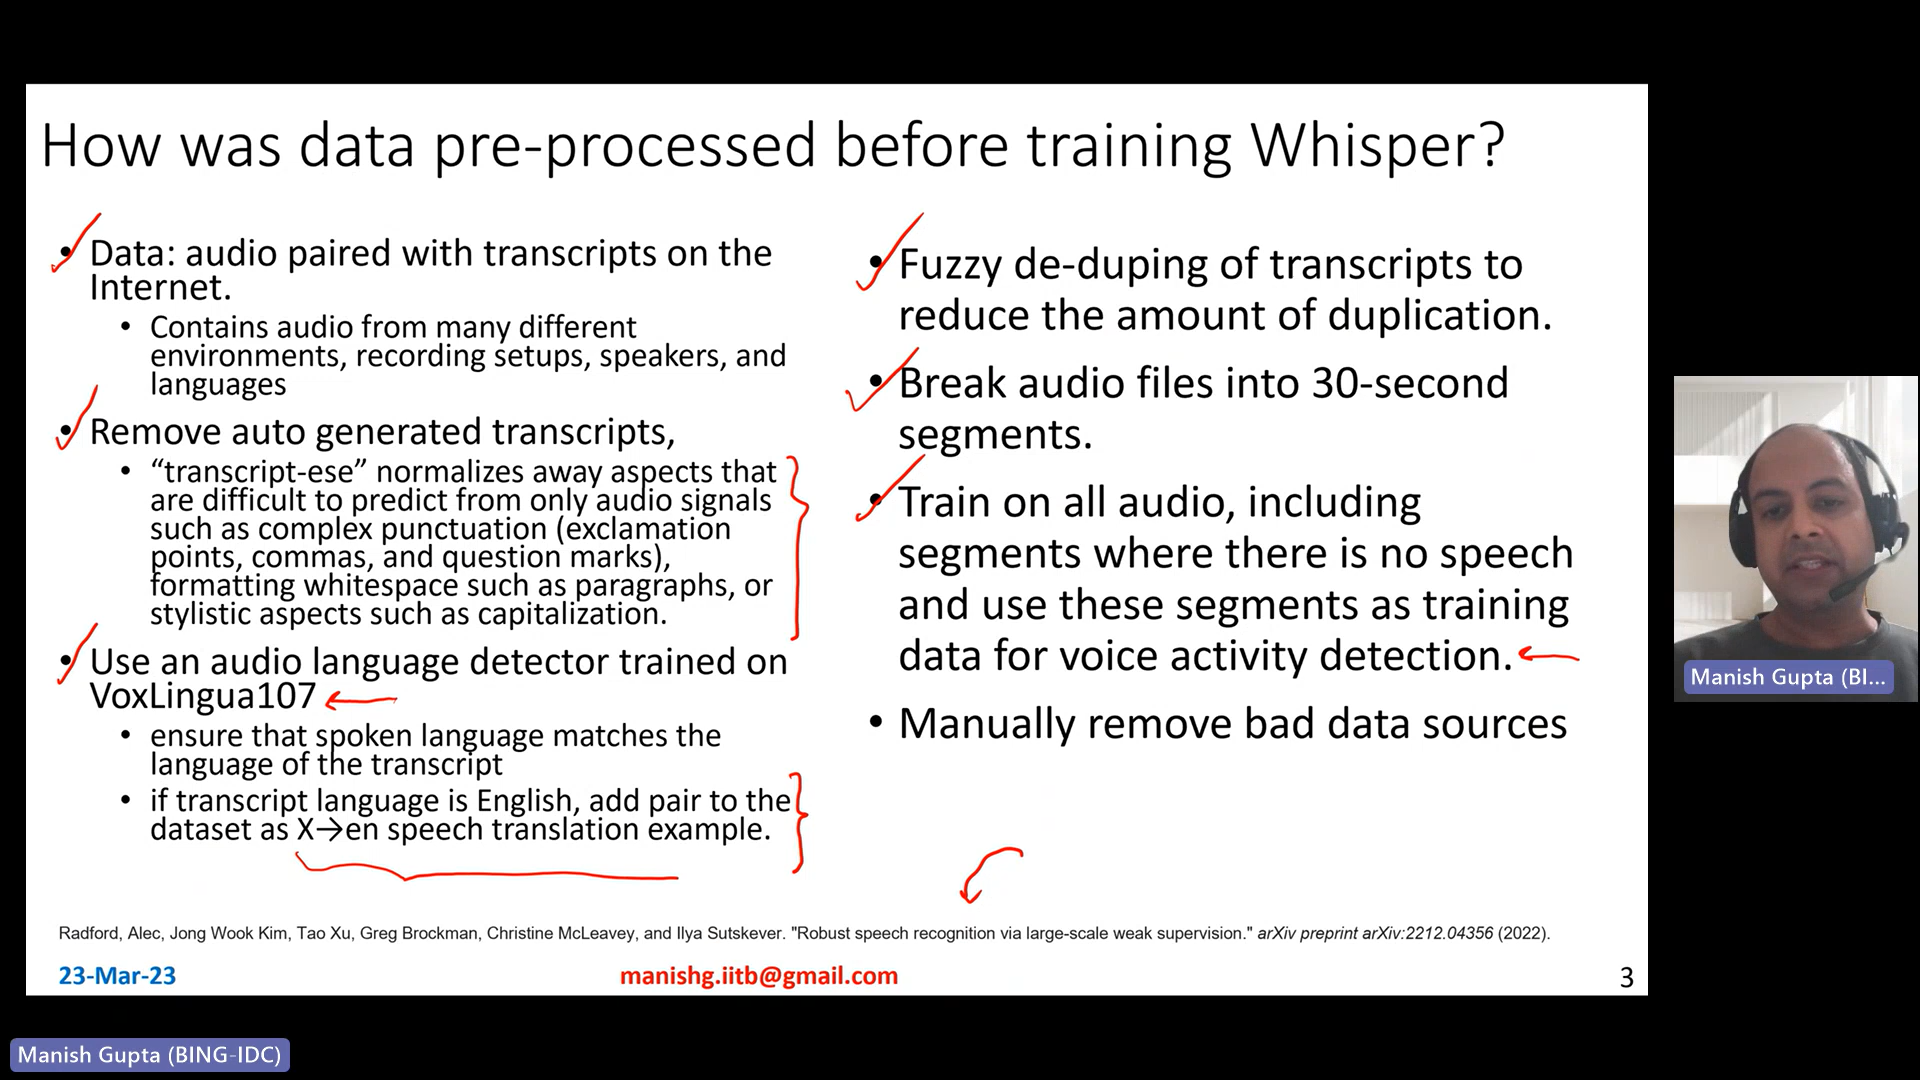 How was data pre-processed before training Whisper?
• Data: audio paired with transcripts on the
Internet.
• Contains audio from many different
environments, recording setups, speakers, and
languages
• Remove auto generated transcripts,
• “transcript-ese” normalizes away aspects that
are difficult to predict from only audio signals
such as complex punctuation (exclamation
points, commas, and question marks),
formatting whitespace such as paragraphs, or
stylistic aspects such as capitalization.
• Use an audio language detector trained on
VoxLingua107
• ensure that spoken language matches the
language of the transcript
• if transcript language is English, add pair to the
dataset as X→en speech translation example.
• Fuzzy de-duping of transcripts to
reduce the amount of duplication.
• Break audio files into 30-second
segments.
• Train on all audio, including
segments where there is no speech
and use these segments as training
data for voice activity detection.
• Manually remove bad data sources
Radford, Alec, Jong Wook Kim, Tao Xu, Greg Brockman, Christine McLeavey, and Ilya Sutskever. "Robust speech recognition via large-scale weak supervision." arXiv preprint arXiv:2212.04356 (2022).
23-Mar-23
manishg.iitb@gmail.com
3
Manish Gupta (BI...
Manish Gupta (BING-IDC)